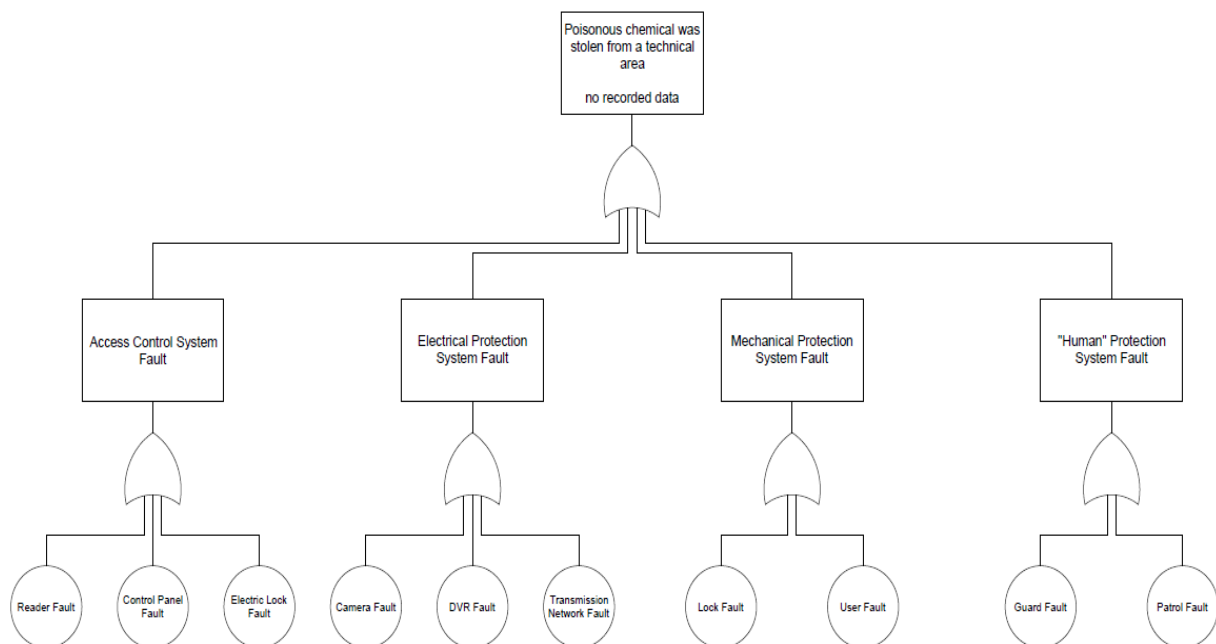 Poisonous chemical was
stolen from a technical
area
no recorded data
Access Control System
Fault
Electrical Protection
System Fault
Mechanical Protection
System Fault
"Human" Protection
System Fault
Reader Fault
Control Panel
Fault
Electric Lock
Fault
Camera Fault
DVR Fault
Transmission
Network Fault
Lock Fault
User Fault
Guard Fault
Patrol Fault